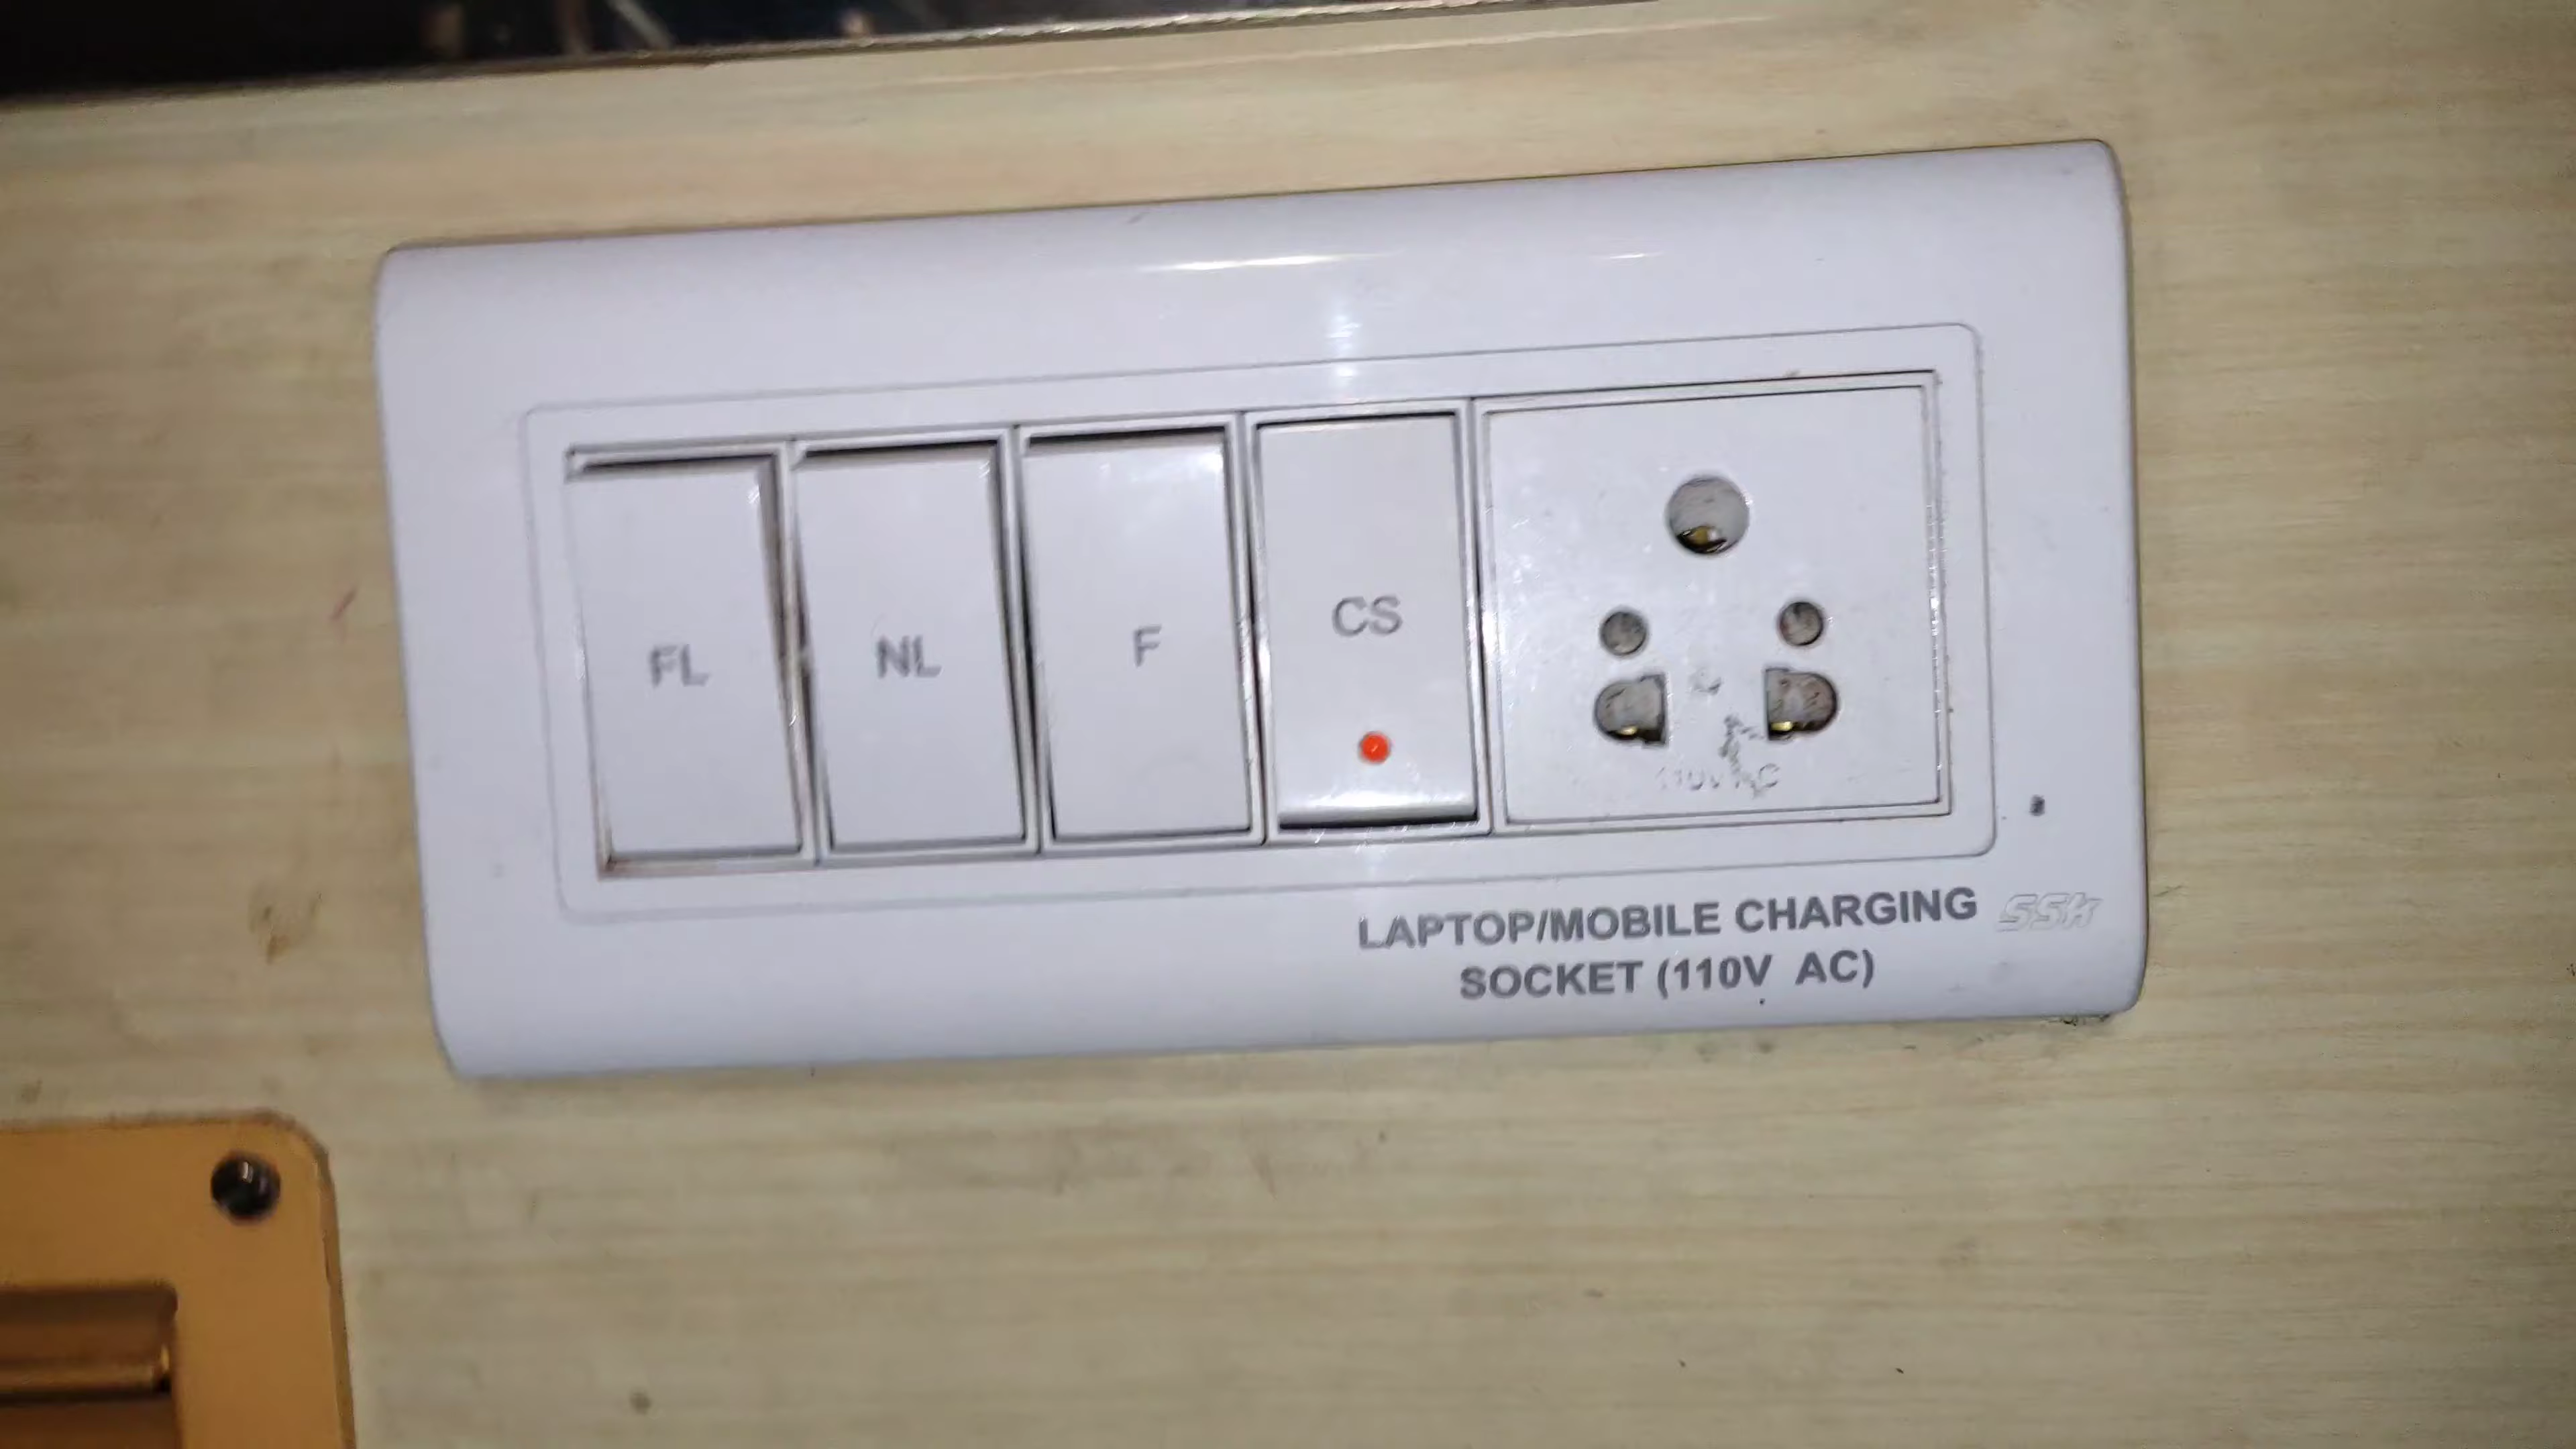 FL
NL
F
CS
LAPTOP/MOBILE CHARGING
SOCKET (110V AC)
SSK